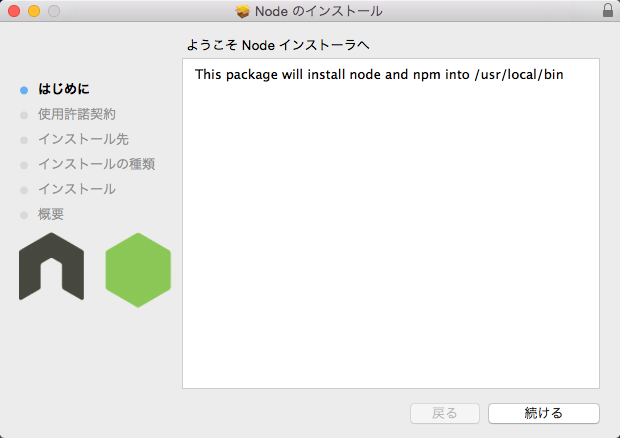 Node のインストール
ようこそ Node インストーラへ
はじめに
使用許諾契約
インストール先
インストールの種類
インストール
概要
This package will install node and npm into /usr/local/bin
戻る
続ける